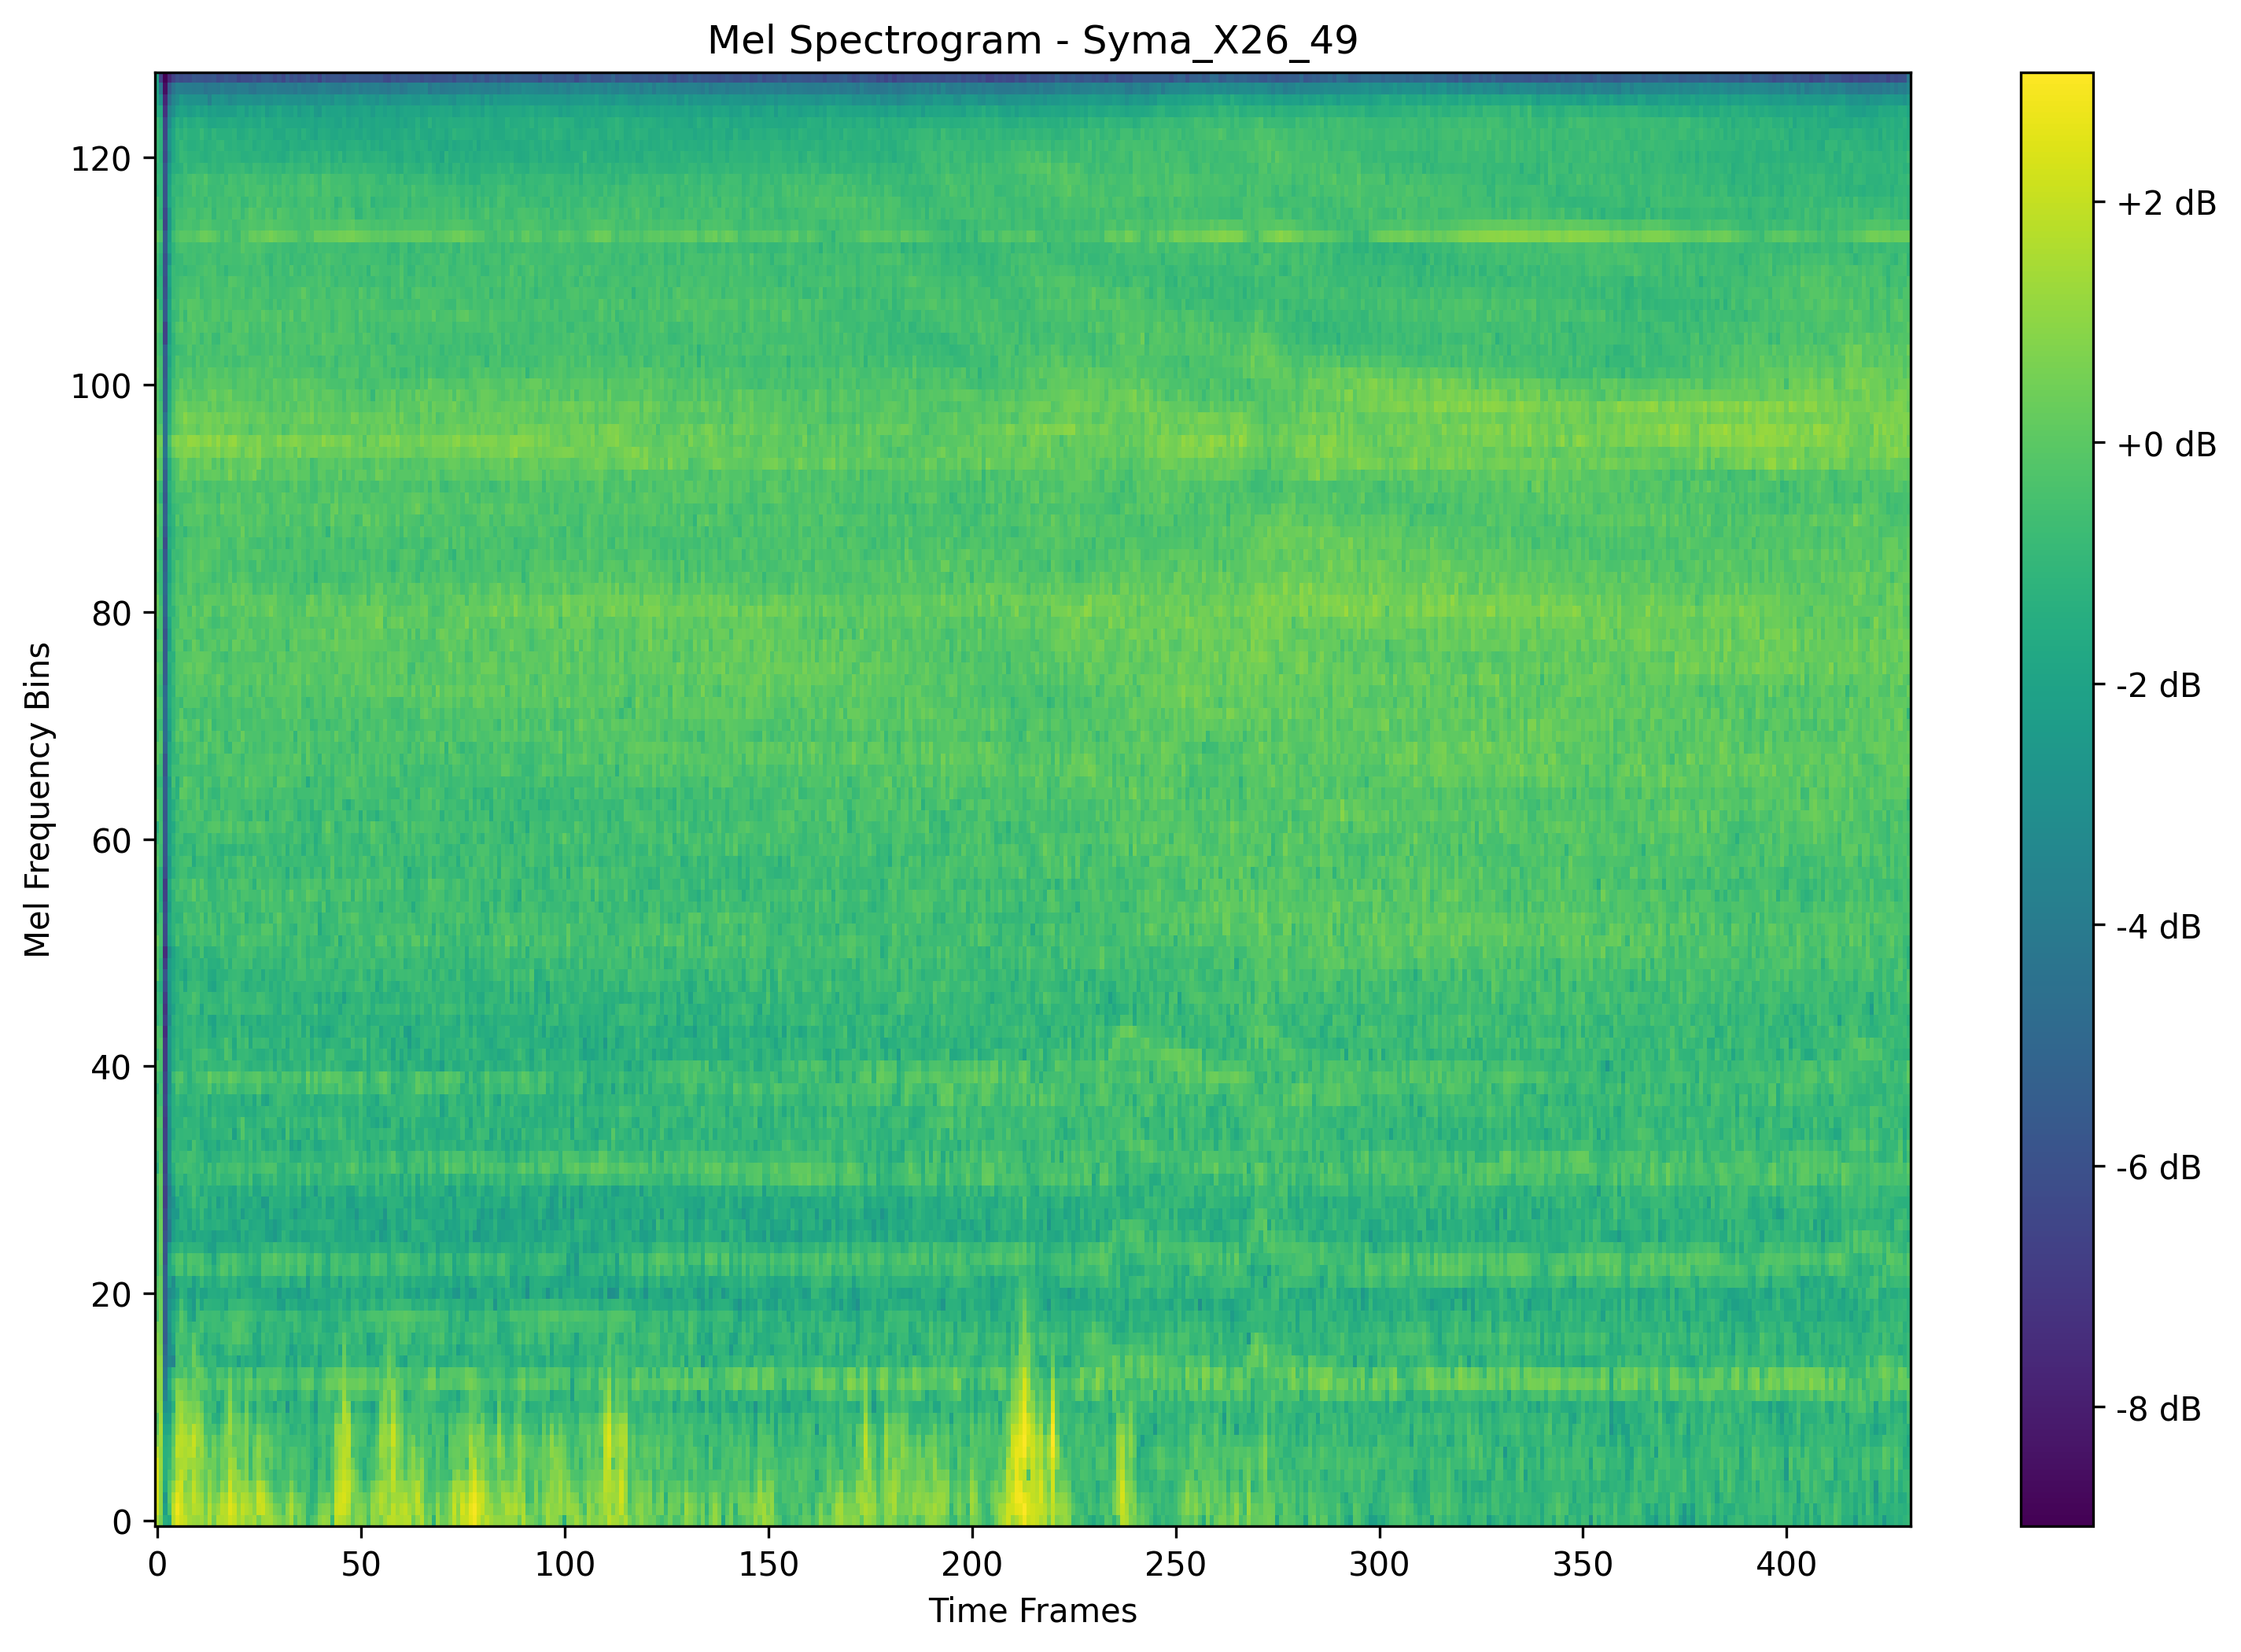 Mel Spectrogram - Syma_X26_49
Mel Frequency Bins
120
100
80
60
40
20
0
0 50 100 150 200 250 300 350 400
Time Frames
+2 dB
+0 dB
-2 dB
-4 dB
-6 dB
-8 dB